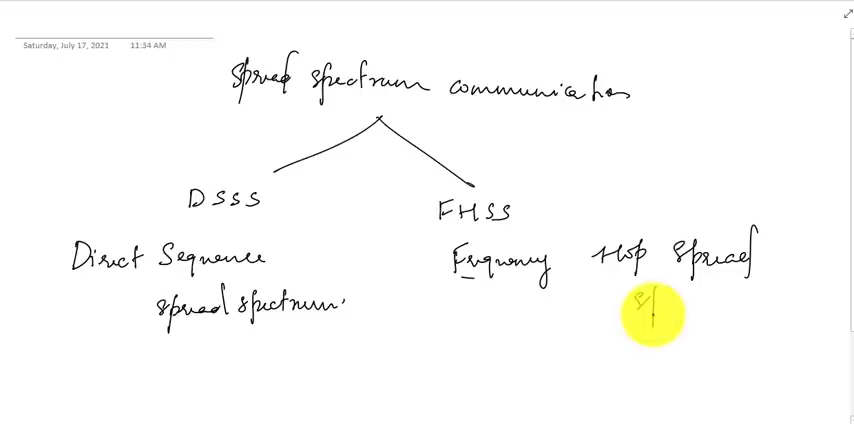 Saturday, July 17, 2021 11:34 AM
Spread spectrum communication
DSSS FHSS
Direct Sequence Frequency Hop Spread
spread spectrum.